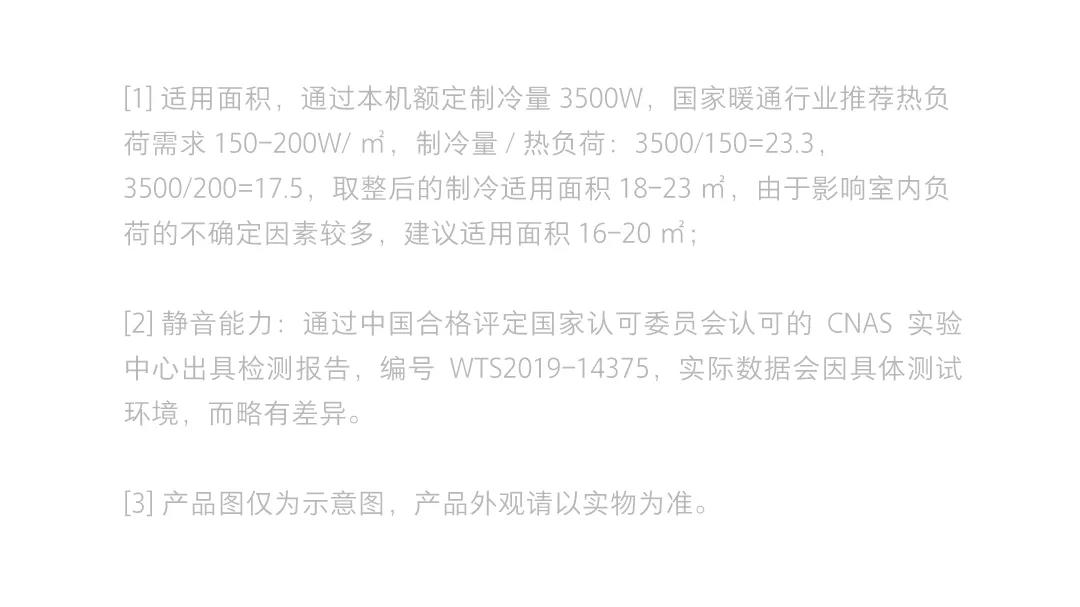 [1] 适用面积，通过本机额定制冷量 3500W，国家暖通行业推荐热负
荷需求 150-200W/ ㎡，制冷量 / 热负荷：3500/150=23.3，
3500/200=17.5，取整后的制冷适用面积 18-23 ㎡，由于影响室内负
荷的不确定因素较多，建议适用面积 16-20 ㎡；
[2] 静音能力：通过中国合格评定国家认可委员会认可的 CNAS 实验
中心出具检测报告，编号 WTS2019-14375，实际数据会因具体测试
环境，而略有差异。
[3] 产品图仅为示意图，产品外观请以实物为准。